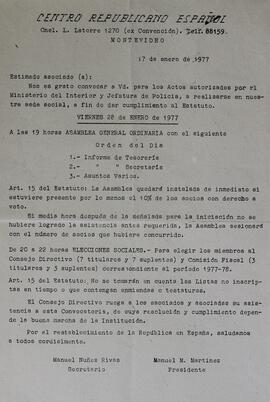 CENTRO REPUBLICANO ESPAÑOL
Cnel. L. Latorre 1270 (ex Convención). Telf. 88159.
MONTEVIDEO
17 de enero de 1977
Estimado asociado (a):
Nos es grato convocar a Vd. para los Actos autorizados por el
Ministerio del Interior y Jefatura de Policía, a realizarse en nues-
tra sede social, a fin de dar cumplimiento al Estatuto.
VIERNES 28 de ENERO de 1977
A las 19 horas ASAMBLEA GENERAL ORDINARIA con el siguiente
Orden del Día
1.- Informe de Tesorería
2.- " " Secretaría
3.- Asuntos Varios.
Art. 15 del Estatuto: La Asamblea quedará instalada de inmediato si
estuviere presente por lo menos el 10% de los socios con derecho a
voto.
Si media hora después de la señalada para la iniciación no se
hubiere logrado la asistencia antes requerida, la Asamblea sesionará
con el número de socios que hubiere concurrido.
De 20 a 22 horas ELECCIONES SOCIALES.- Para elegir los miembros al
Consejo Directivo (7 titulares y 7 suplentes) y Comisión Fiscal (3
titulares y 3 suplentes) correspondiente al período 1977-78.
Art. 15 del Estatuto: No se tomarán en cuenta las listas no inscrip-
tas en tiempo o que contengan enmiendas o testaturas.
El Consejo Directivo ruega a los asociados y asociadas su asis-
tencia a esta Convocatoria, de cuya resolución y cumplimiento depen-
de la buena marcha de la Institución.
Por el restablecimiento de la República en España, saludamos
a todos cordialmente.
Manuel Nuñez Rivas Manuel M. Martinez
Secretario Presidente